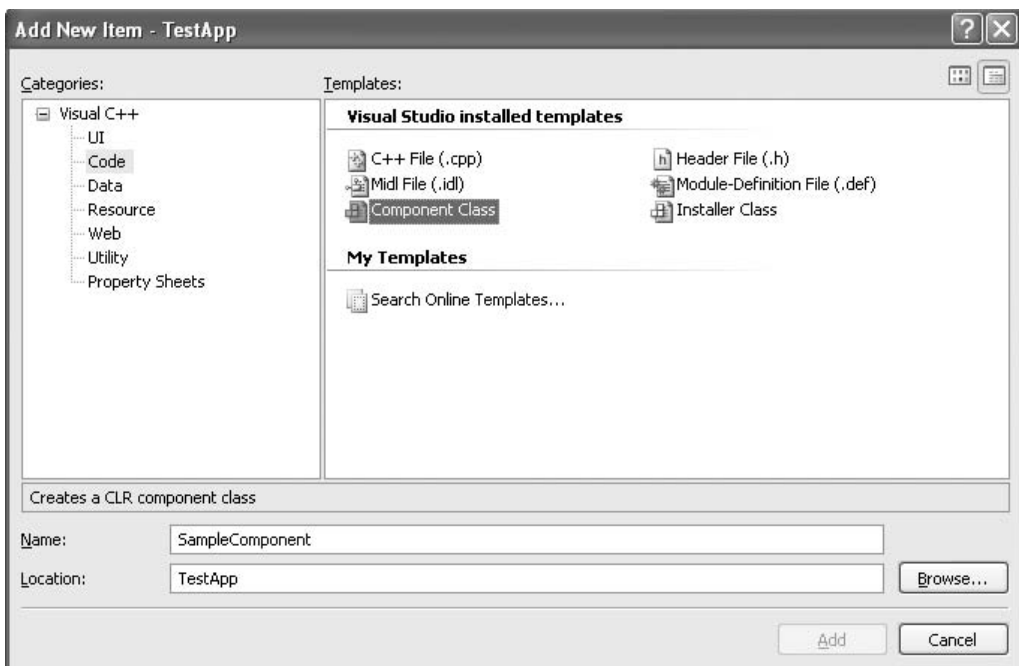 Add New Item - TestApp
Categories:
Templates:
Visual C++
UI
Code
Data
Resource
Web
Utility
Property Sheets
Visual Studio installed templates
C++ File (.cpp)
Header File (.h)
Midl File (.idl)
Module-Definition File (.def)
Component Class
Installer Class
My Templates
Search Online Templates...
Creates a CLR component class
Name:
SampleComponent
Location:
TestApp
Browse...
Add
Cancel